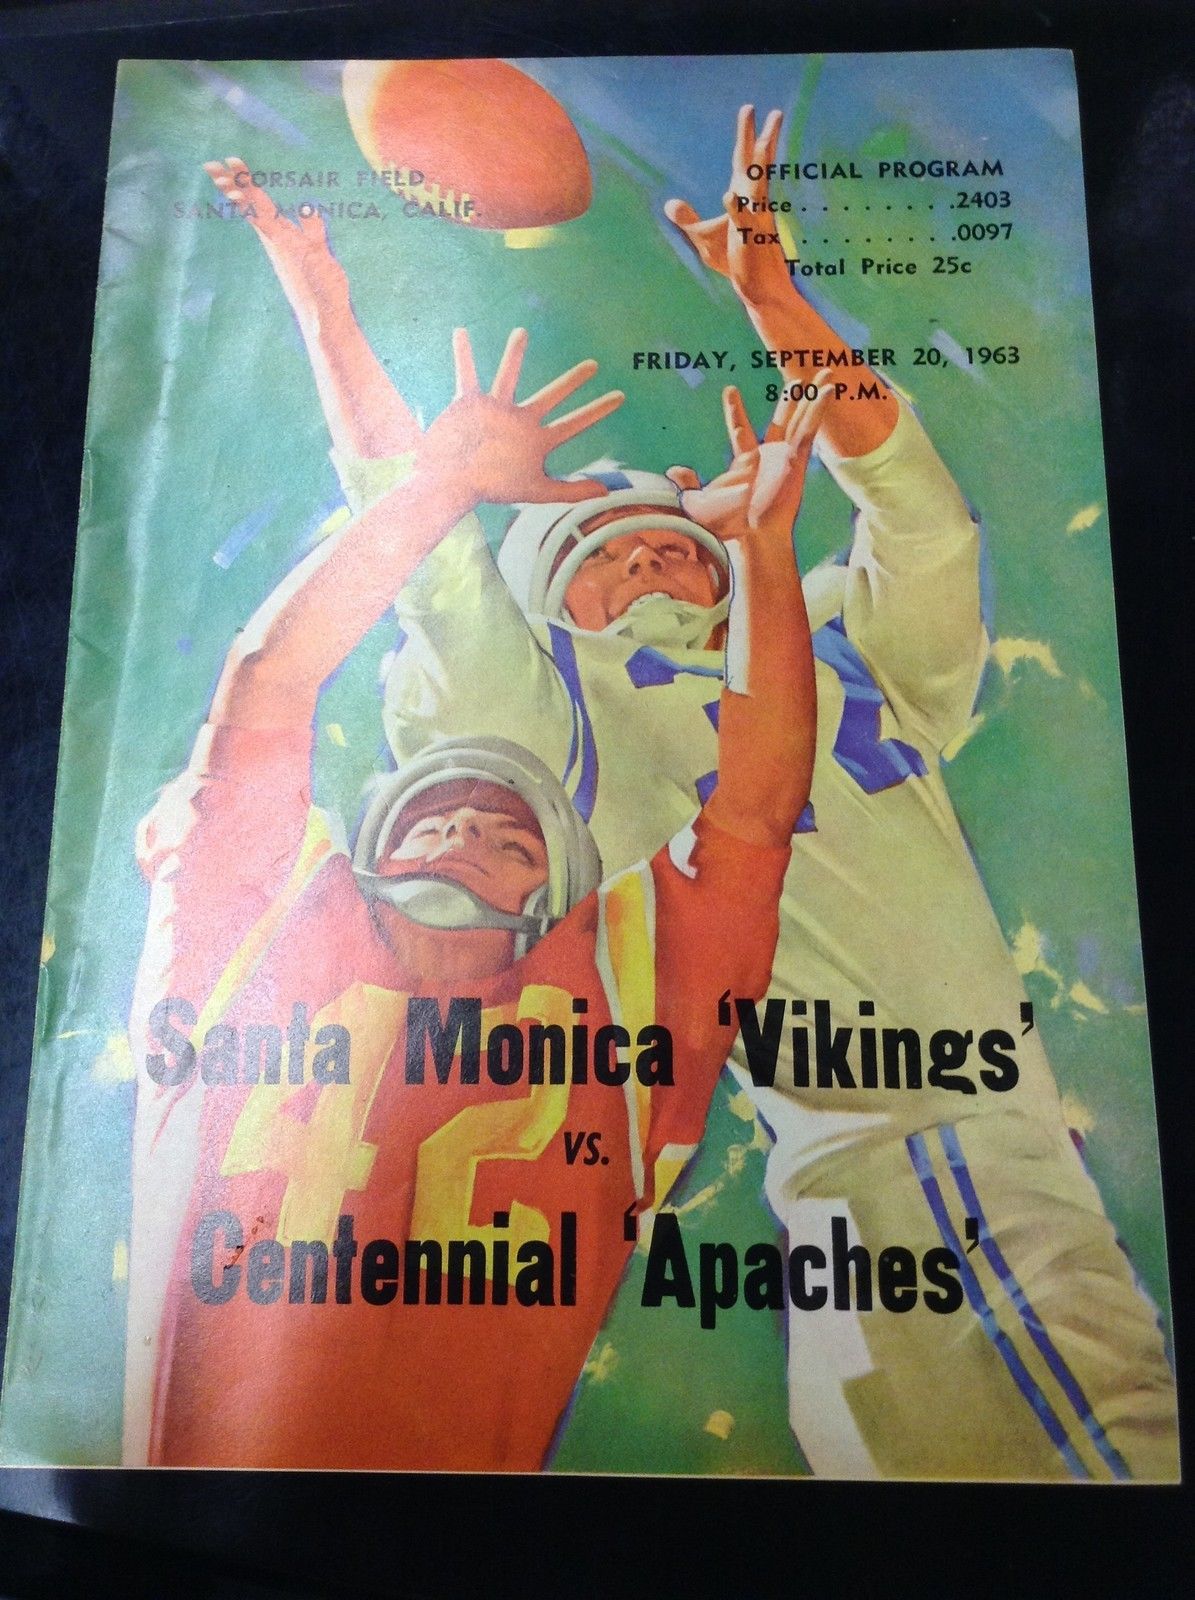 CORSAIR FIELD
SANTA MONICA, CALIF.
OFFICIAL PROGRAM
Price . . . . . . . . .2403
Tax . . . . . . . . .0097
Total Price 25c
FRIDAY, SEPTEMBER 20, 1963
8:00 P.M.
Santa Monica 'Vikings'
vs.
42
Centennial 'Apaches'